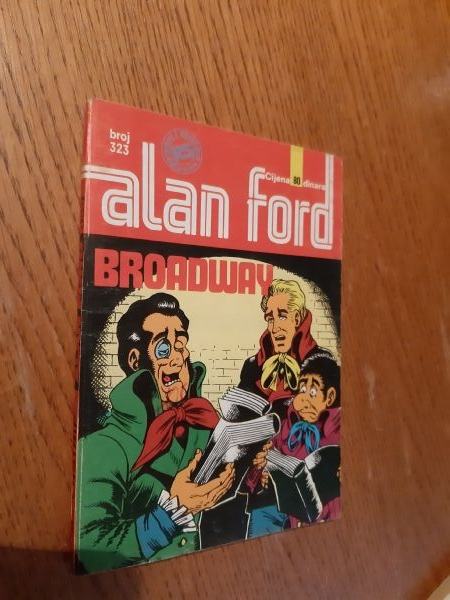 broj
323
Cijena 80 dinara
alan ford
BROADWAY